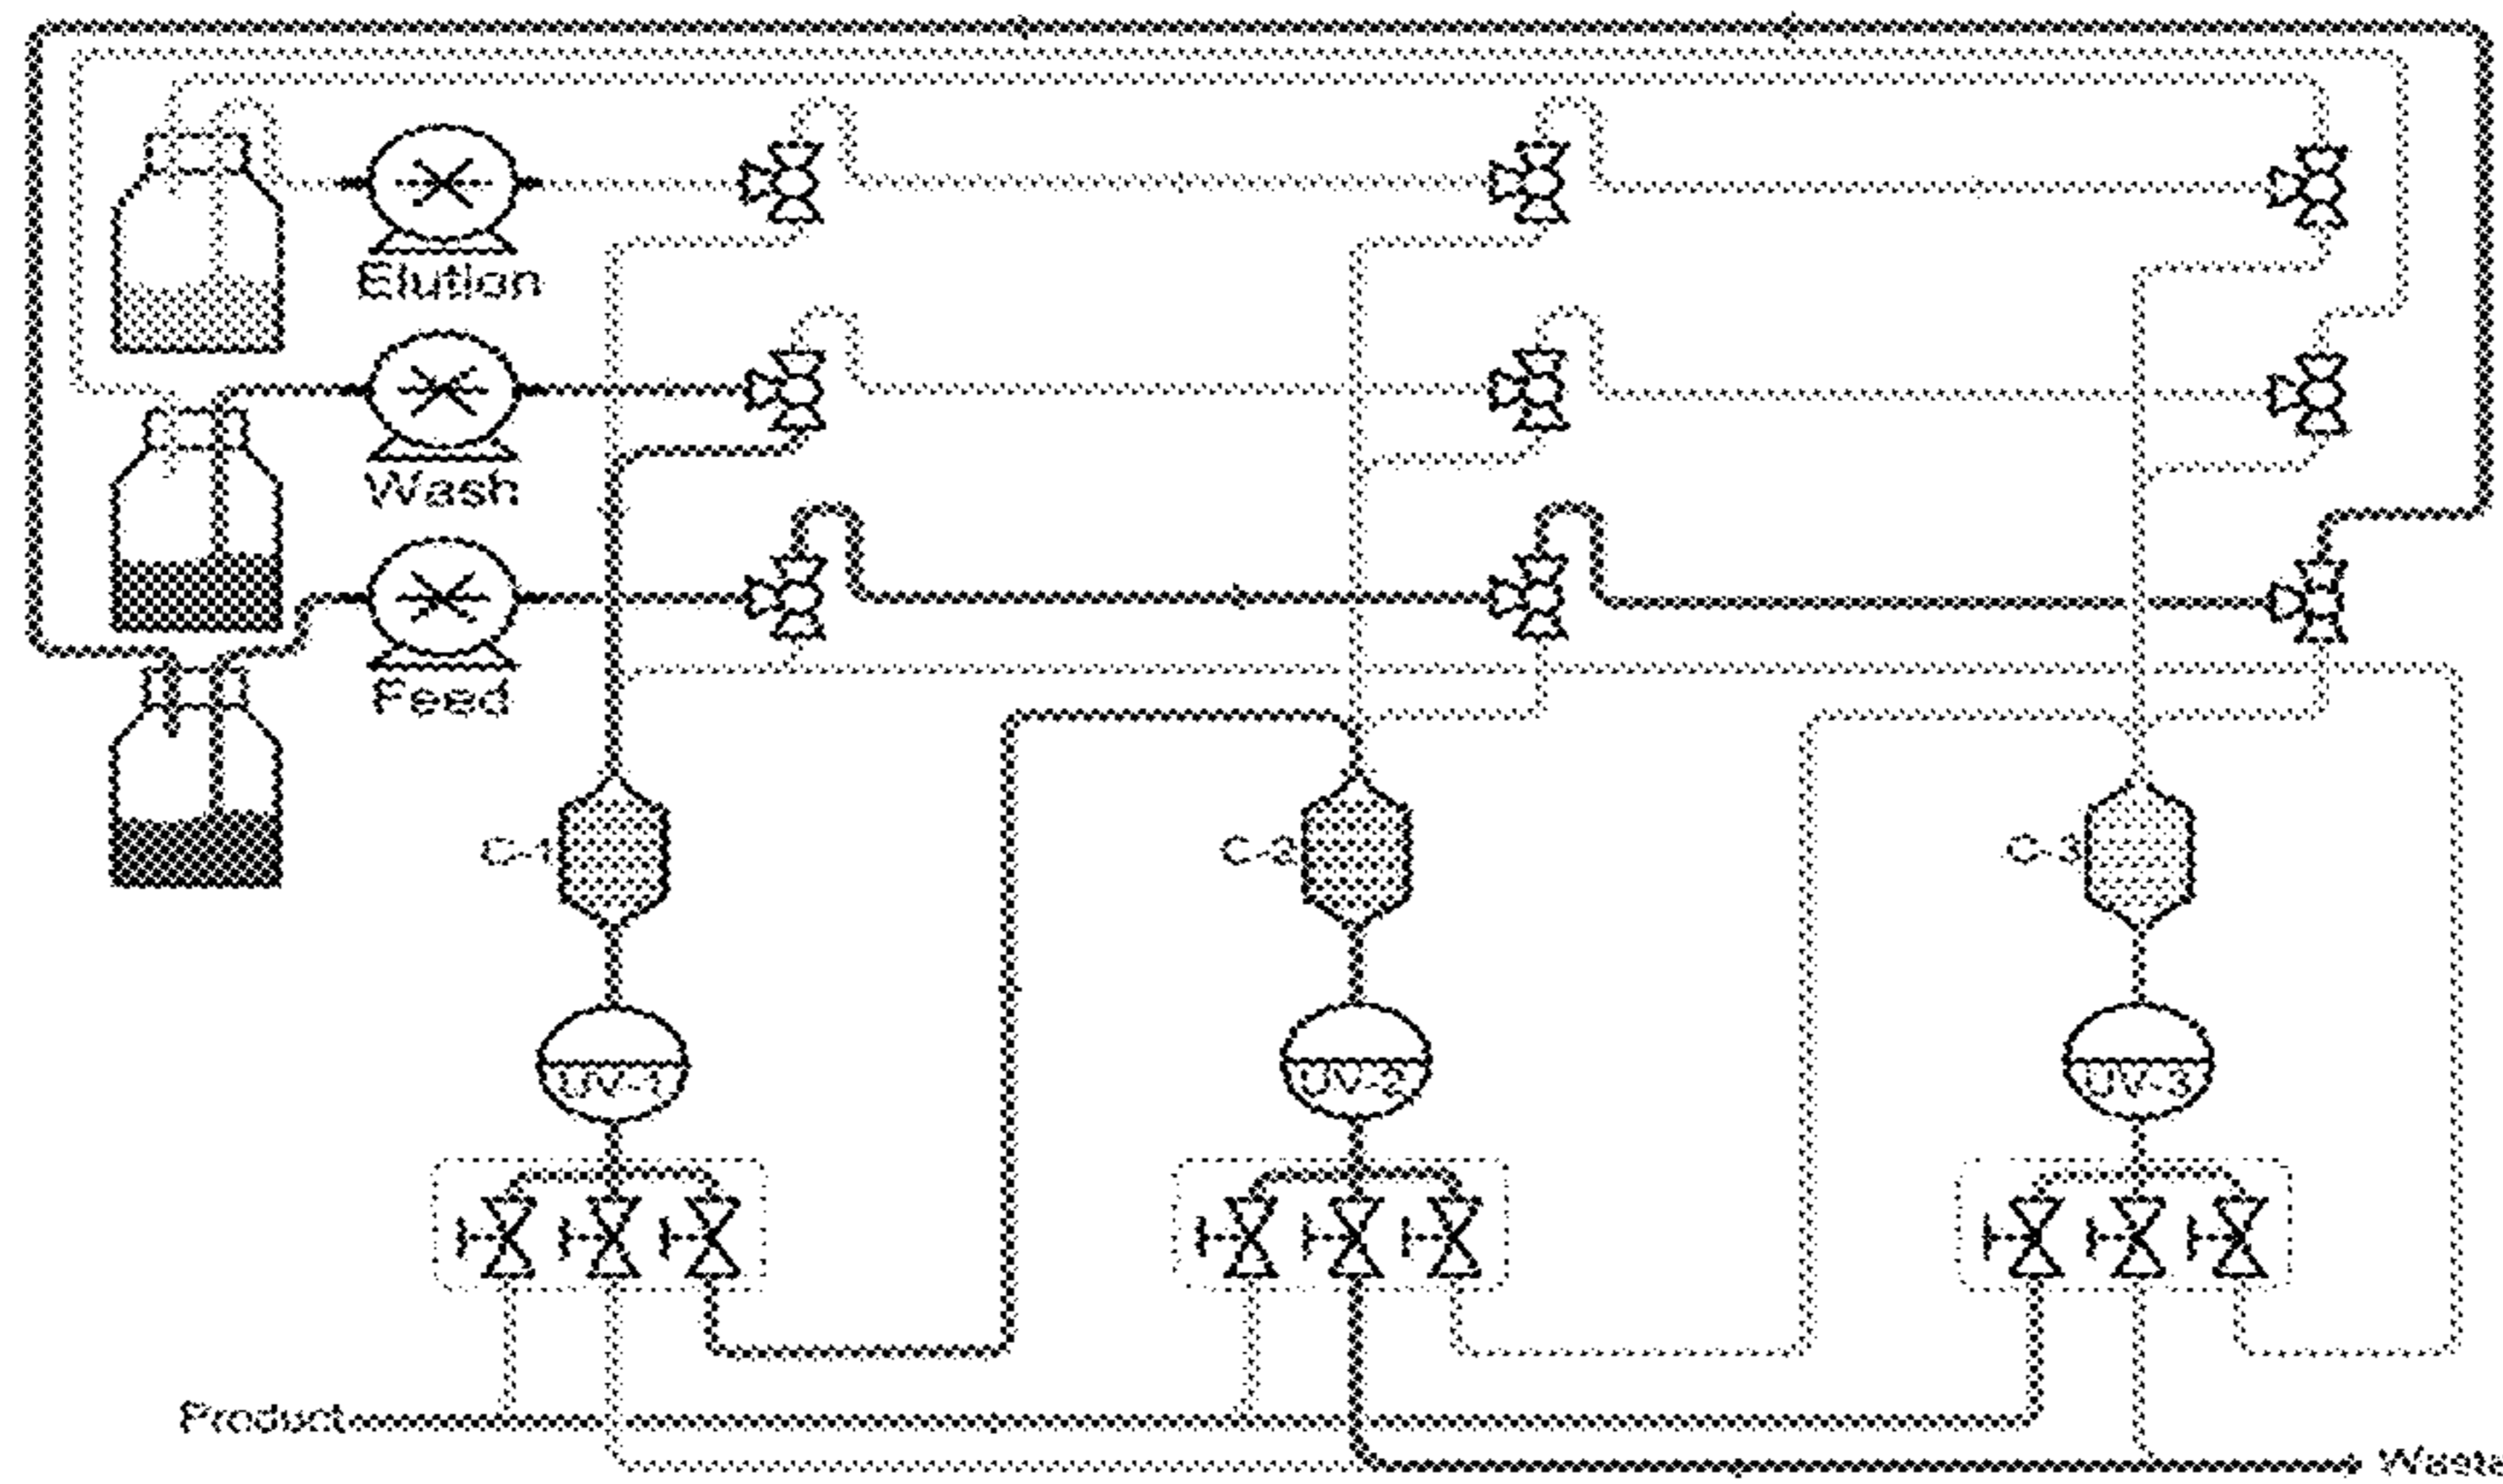 Elution
Wash
Feed
C-1
C-2
C-3
UV-1
UV-2
UV-3
Product
Waste